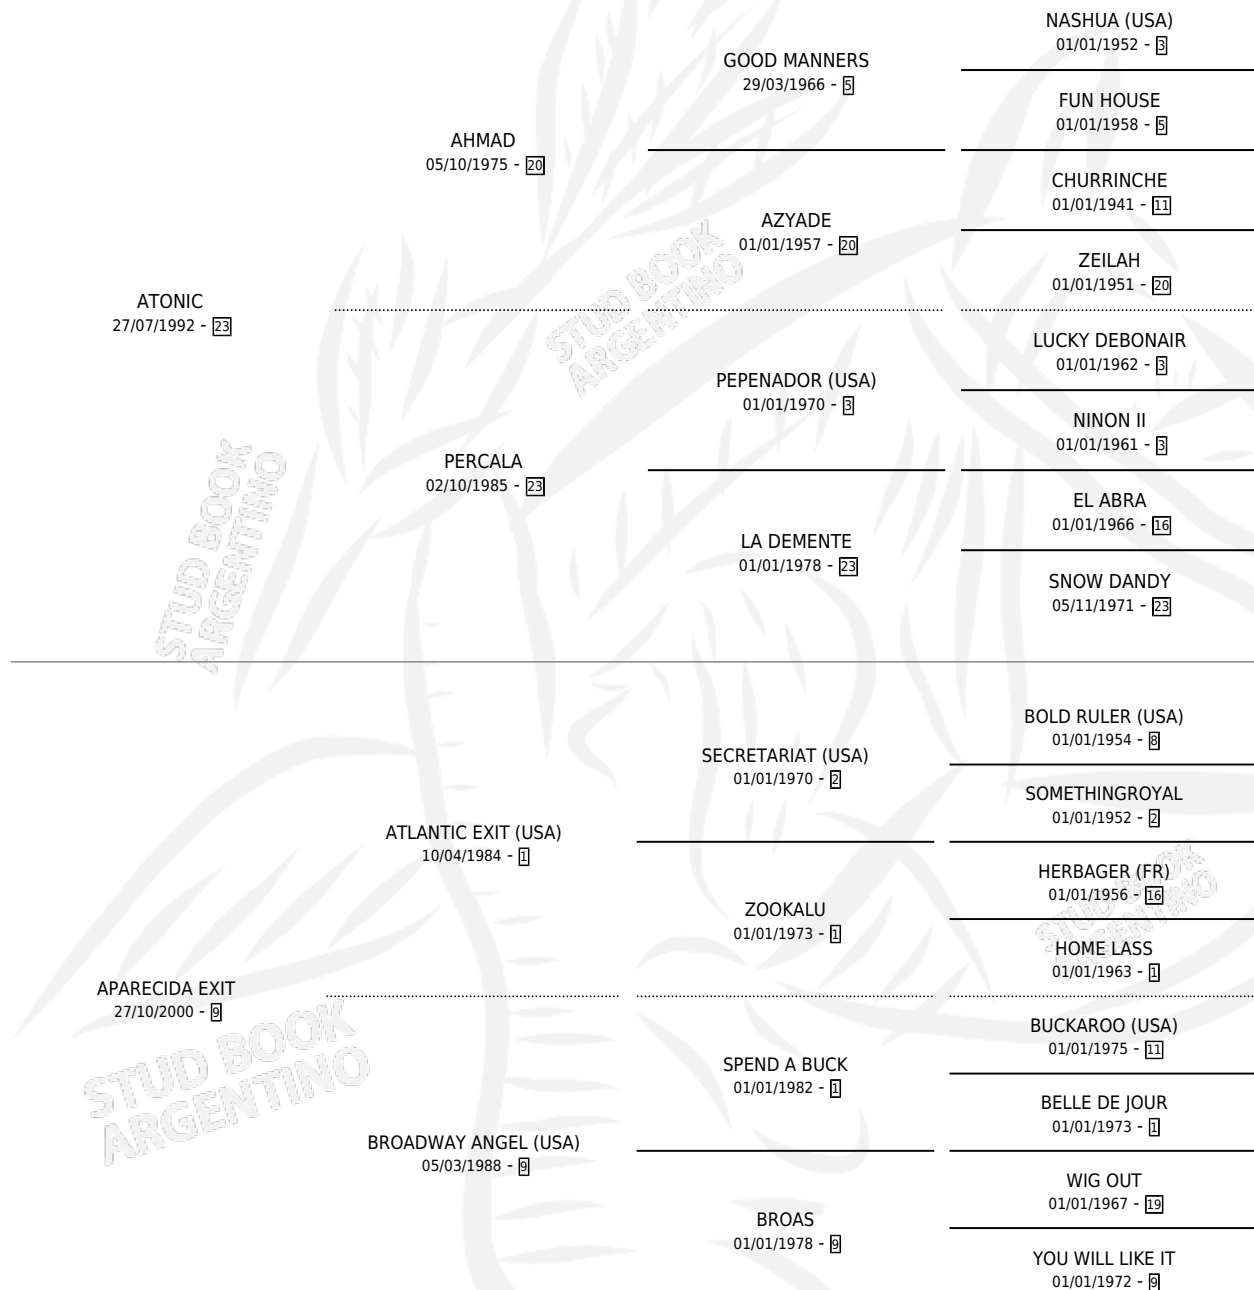 NASHUA (USA)
01/01/1952 - 3
GOOD MANNERS
29/03/1966 - 5
FUN HOUSE
01/01/1958 - 5
AHMAD
05/10/1975 - 20
CHURRINCHE
01/01/1941 - 11
AZYADE
01/01/1957 - 20
ZEILAH
01/01/1951 - 20
ATONIC
27/07/1992 - 23
LUCKY DEBONAIR
01/01/1962 - 3
PEPENADOR (USA)
01/01/1970 - 3
NINON II
01/01/1961 - 3
PERCALA
02/10/1985 - 23
EL ABRA
01/01/1966 - 16
LA DEMENTE
01/01/1978 - 23
SNOW DANDY
05/11/1971 - 23
STUD BOOK
ARGENTINO
STUD BOOK
ARGENTINO
BOLD RULER (USA)
01/01/1954 - 8
SECRETARIAT (USA)
01/01/1970 - 2
SOMETHINGROYAL
01/01/1952 - 2
ATLANTIC EXIT (USA)
10/04/1984 - 1
HERBAGER (FR)
01/01/1956 - 16
ZOOKALU
01/01/1973 - 1
HOME LASS
01/01/1963 - 1
STUD BOOK
ARGENTINO
APARECIDA EXIT
27/10/2000 - 9
BUCKAROO (USA)
01/01/1975 - 11
SPEND A BUCK
01/01/1982 - 1
BELLE DE JOUR
01/01/1973 - 1
BROADWAY ANGEL (USA)
05/03/1988 - 9
WIG OUT
01/01/1967 - 19
BROAS
01/01/1978 - 9
YOU WILL LIKE IT
01/01/1972 - 9
STUD BOOK
ARGENTINO